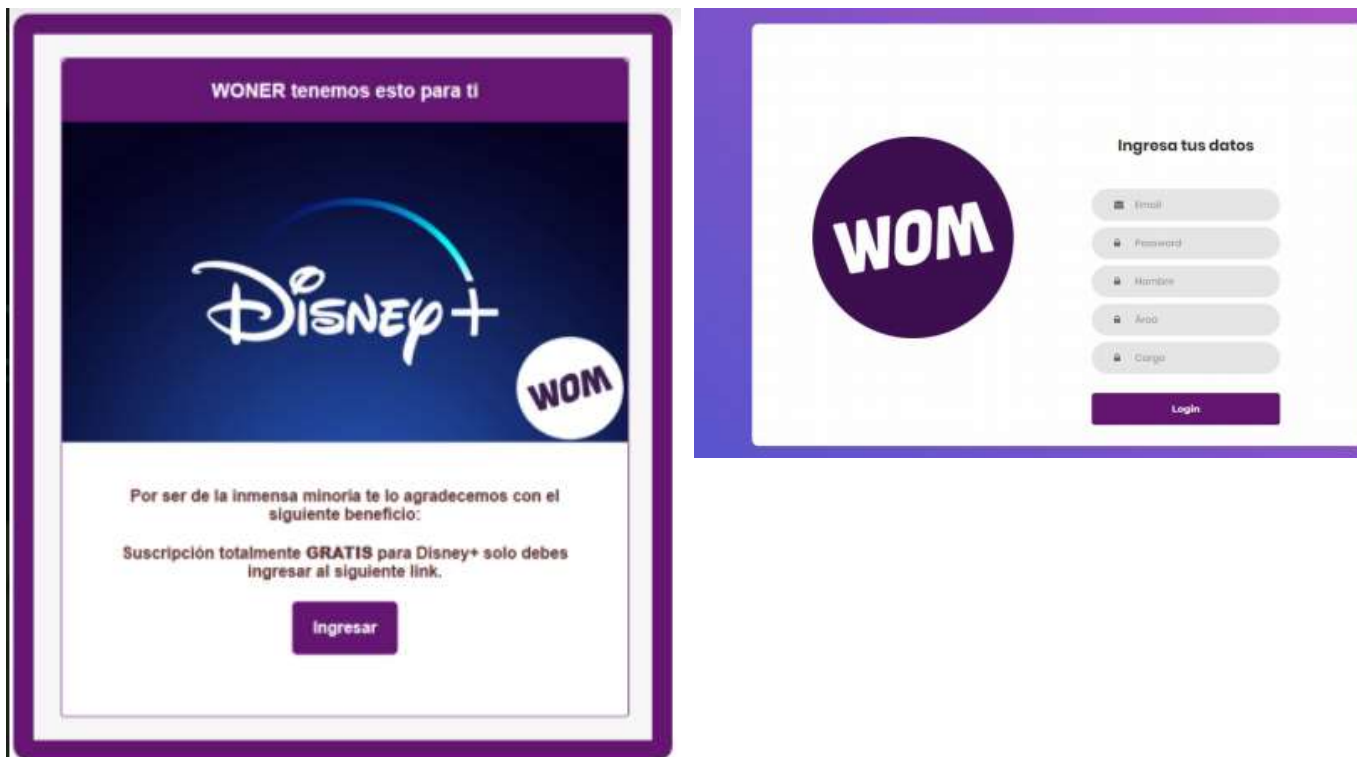 WONER tenemos esto para ti
DISNEY+
WOM
Por ser de la inmensa minoria te lo agradecemos con el
siguiente beneficio:
Suscripción totalmente GRATIS para Disney+ solo debes
ingresar al siguiente link.
Ingresar
WOM
Ingresa tus datos
Email
Password
Nombre
Área
Cargo
Login